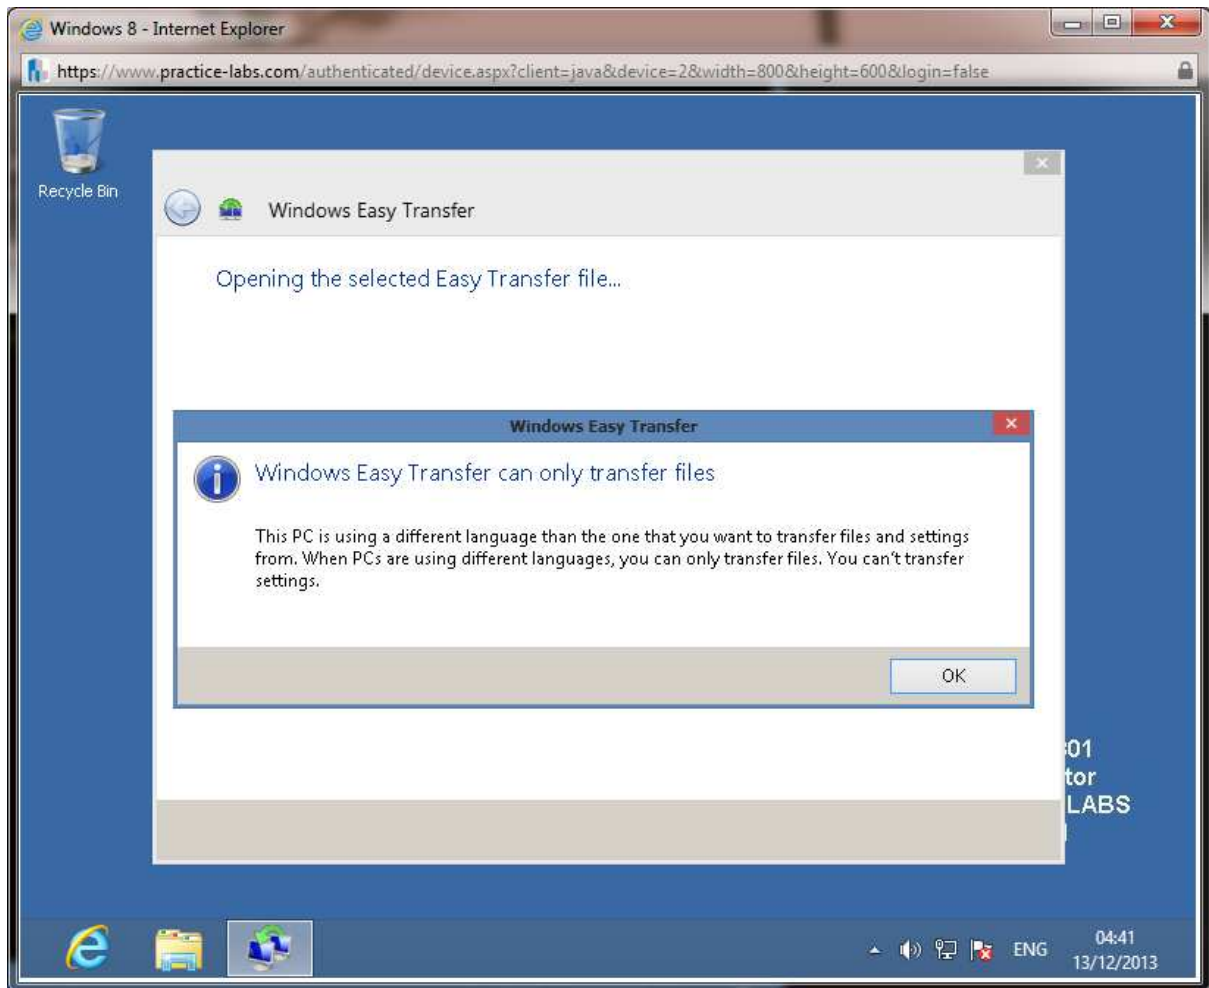 Windows 8 - Internet Explorer
https://www.practice-labs.com/authenticated/device.aspx?client=java&device=2&width=800&height=600&login=false
Recycle Bin
Windows Easy Transfer
Opening the selected Easy Transfer file...
Windows Easy Transfer
Windows Easy Transfer can only transfer files
This PC is using a different language than the one that you want to transfer files and settings
from. When PCs are using different languages, you can only transfer files. You can't transfer
settings.
OK
01
tor
LABS
ENG
04:41
13/12/2013